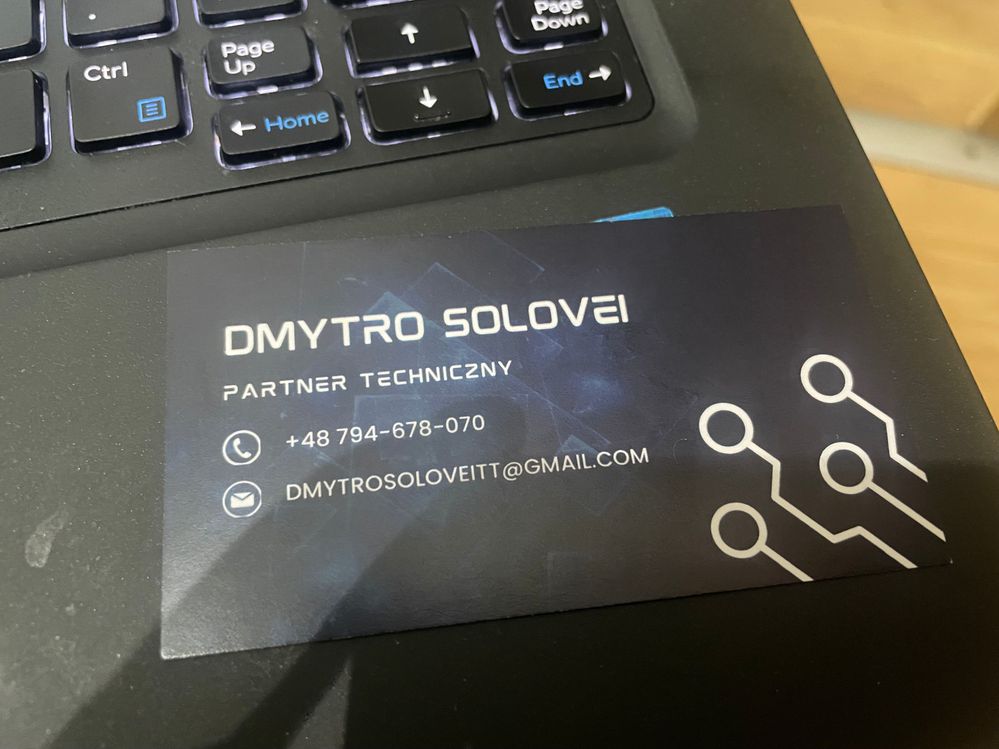 Page
Down
Page
Up
↑
Ctrl
End →
← Home
↓
DMYTRO SOLOVEI
PARTNER TECHNICZNY
+48 794-678-070
DMYTROSOLOVEITT@GMAIL.COM